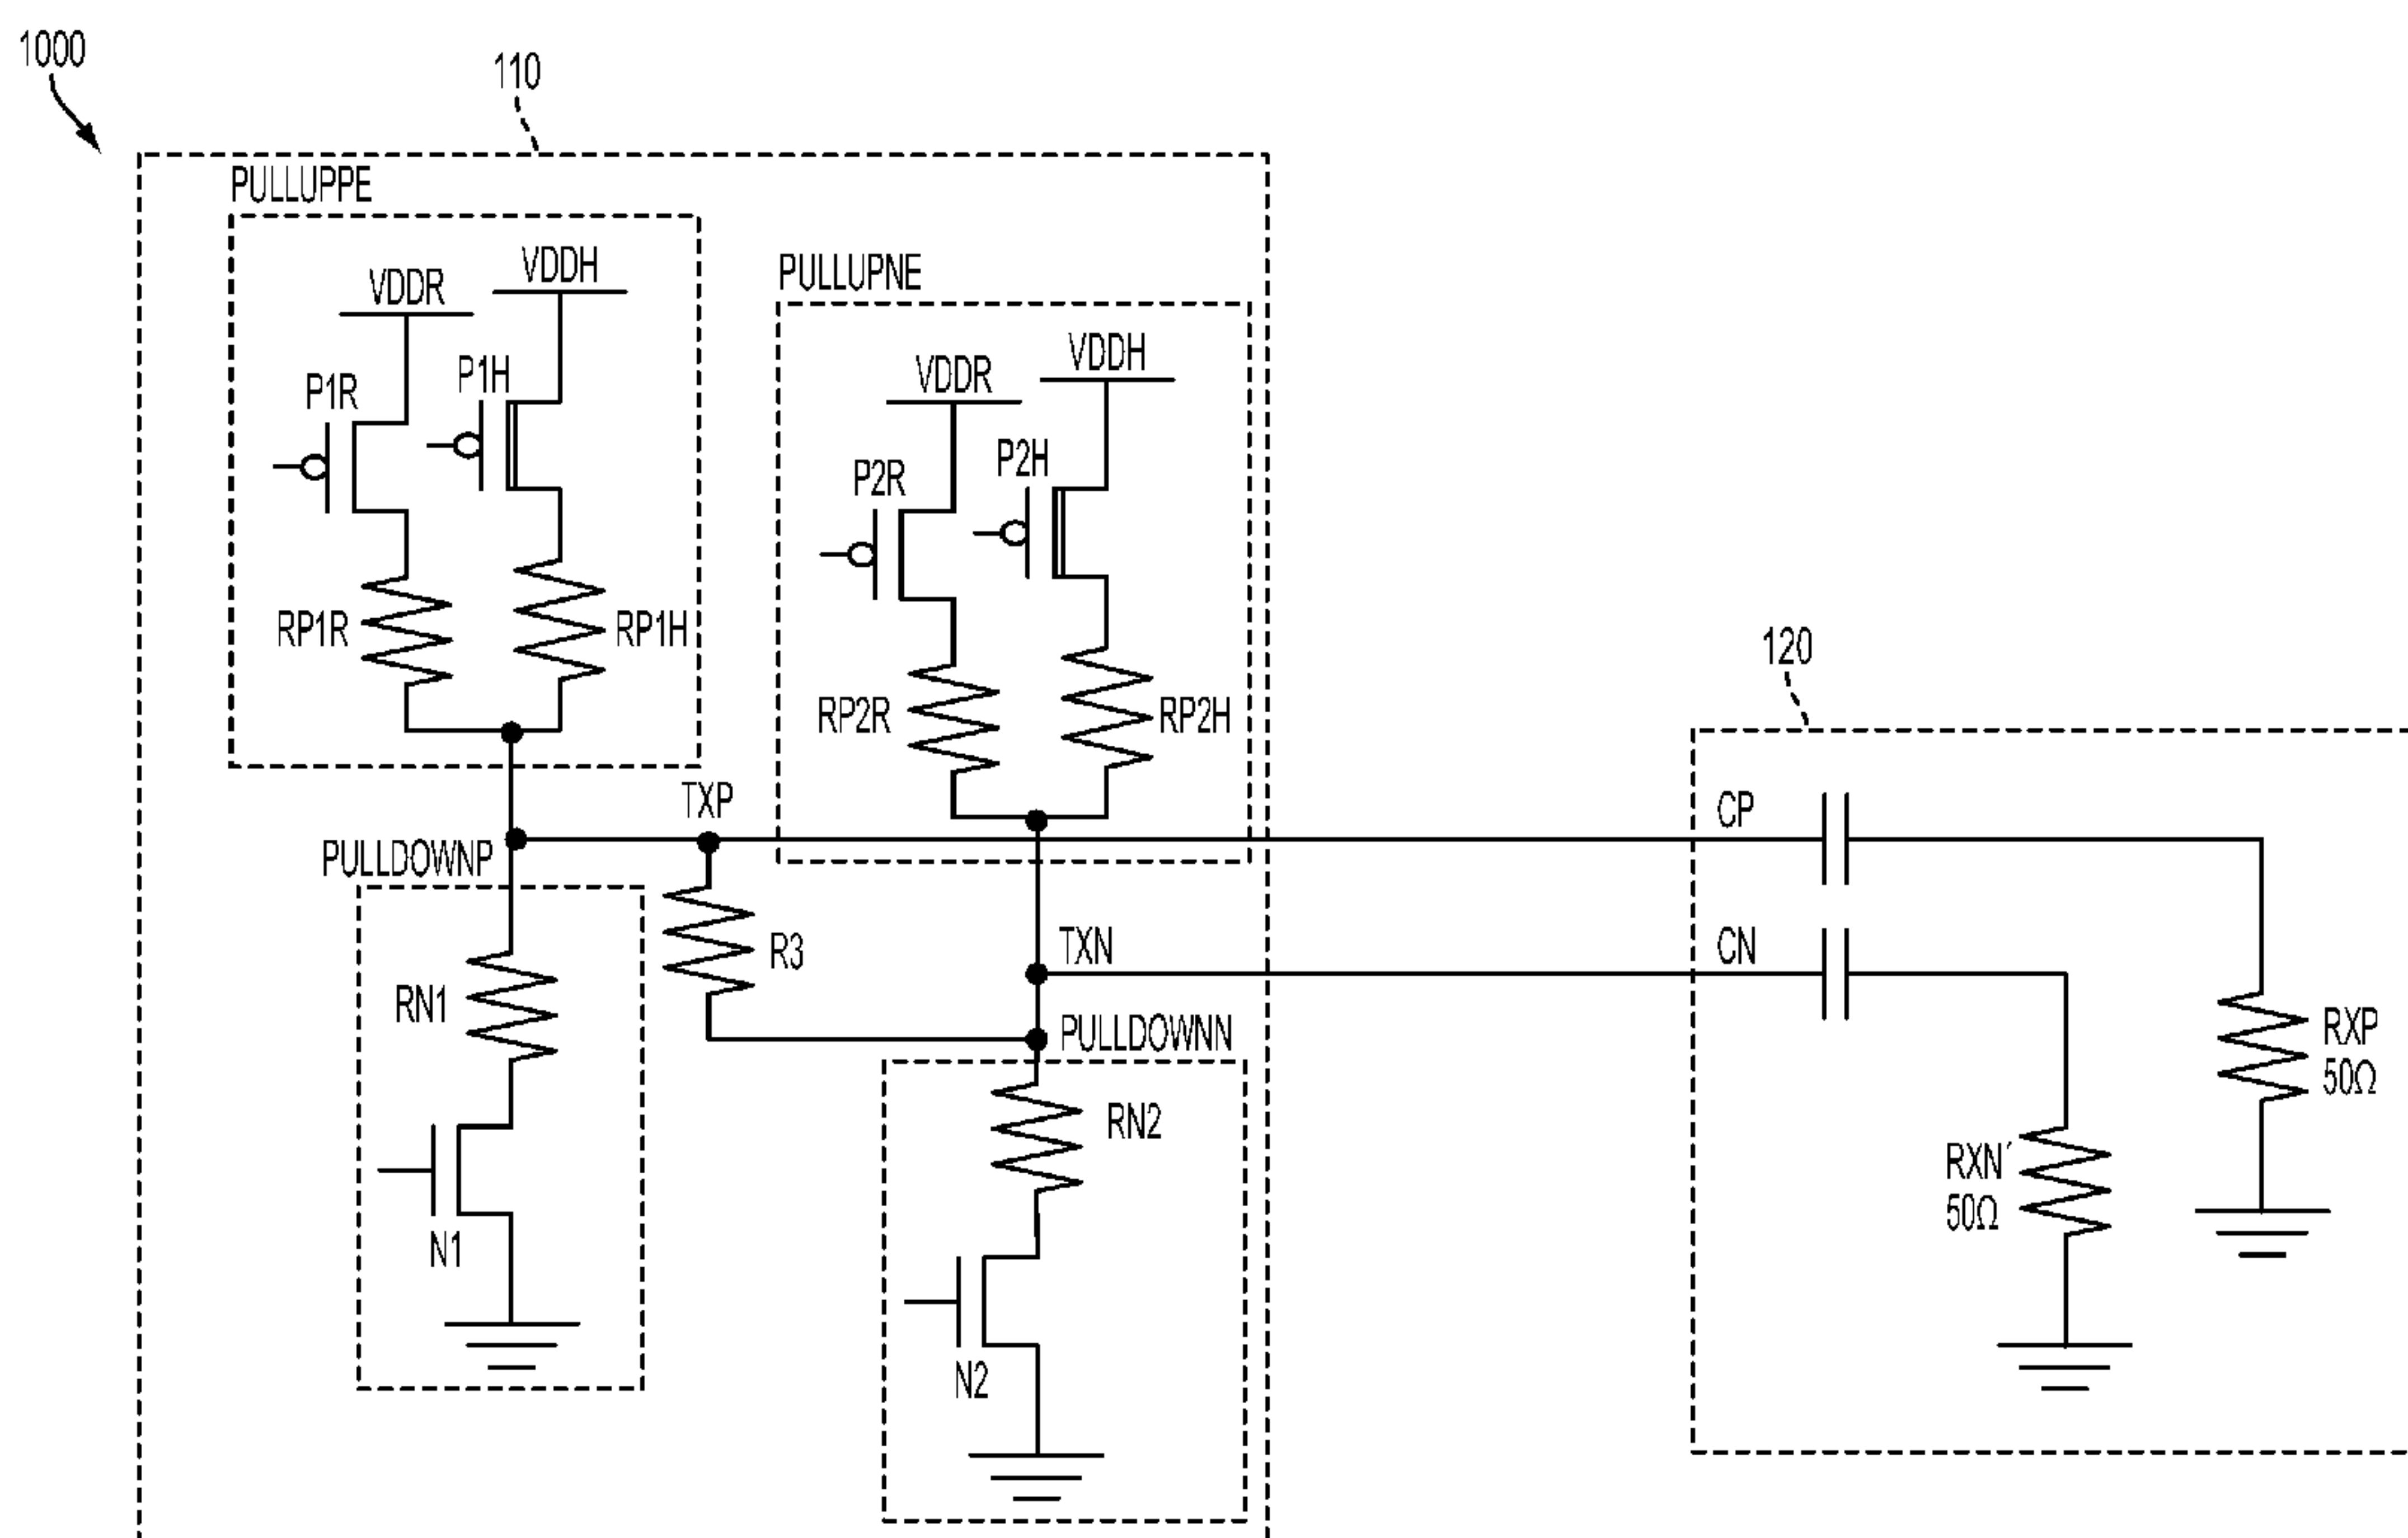 1000
110
PULLUPPE
VDDR
VDDH
P1R
P1H
RP1R
RP1H
PULLUPNE
VDDR
VDDH
P2R
P2H
RP2R
RP2H
TXP
PULLDOWNP
RN1
N1
R3
TXN
PULLDOWNN
RN2
N2
120
CP
CN
RXP
50Ω
RXN′
50Ω